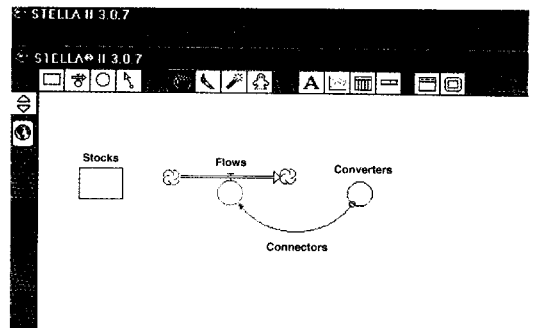 STELLA II 3.0.7
STELLA® II 3.0.7
A
Stocks
Flows
Converters
Connectors